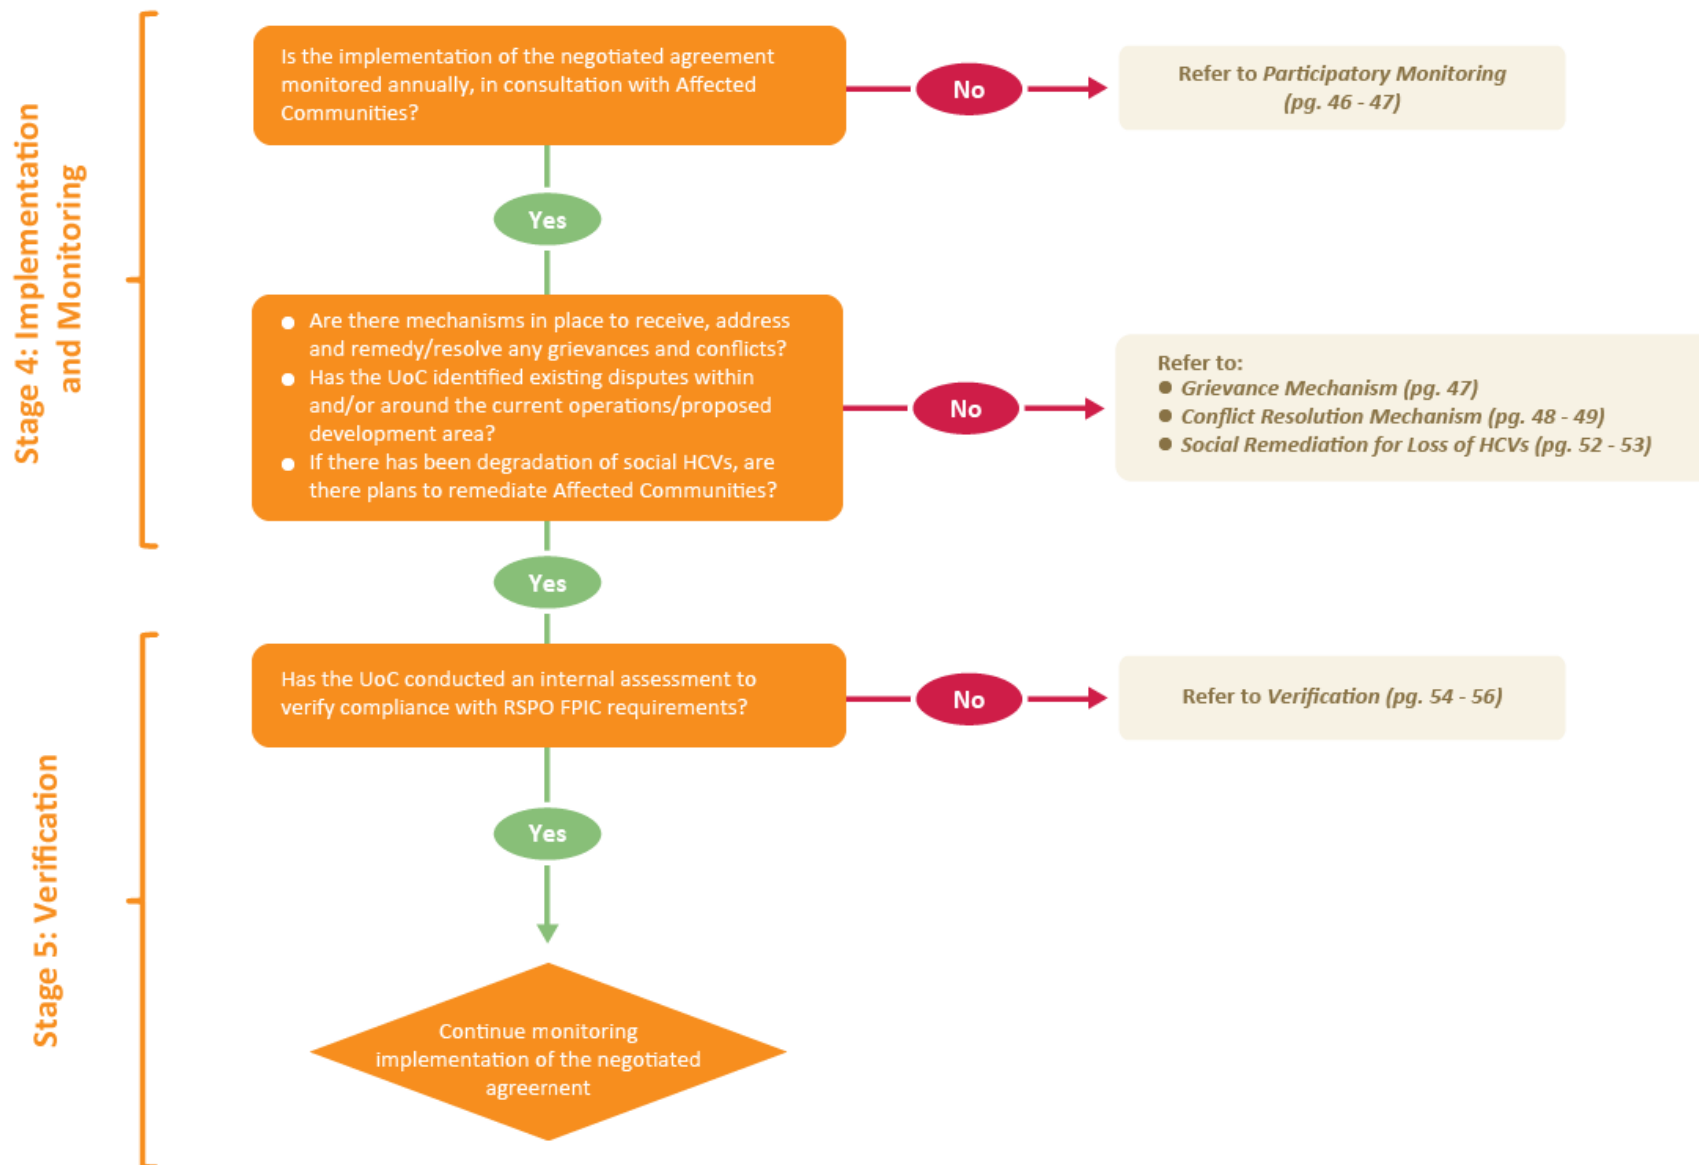 Stage 4: Implementation
and Monitoring
Is the implementation of the negotiated agreement
monitored annually, in consultation with Affected
Communities?
No
Refer to Participatory Monitoring
(pg. 46 - 47)
Yes
● Are there mechanisms in place to receive, address
and remedy/resolve any grievances and conflicts?
● Has the UoC identified existing disputes within
and/or around the current operations/proposed
development area?
● If there has been degradation of social HCVs, are
there plans to remediate Affected Communities?
No
Refer to:
● Grievance Mechanism (pg. 47)
● Conflict Resolution Mechanism (pg. 48 - 49)
● Social Remediation for Loss of HCVs (pg. 52 - 53)
Yes
Stage 5: Verification
Has the UoC conducted an internal assessment to
verify compliance with RSPO FPIC requirements?
No
Refer to Verification (pg. 54 - 56)
Yes
Continue monitoring
implementation of the negotiated
agreement